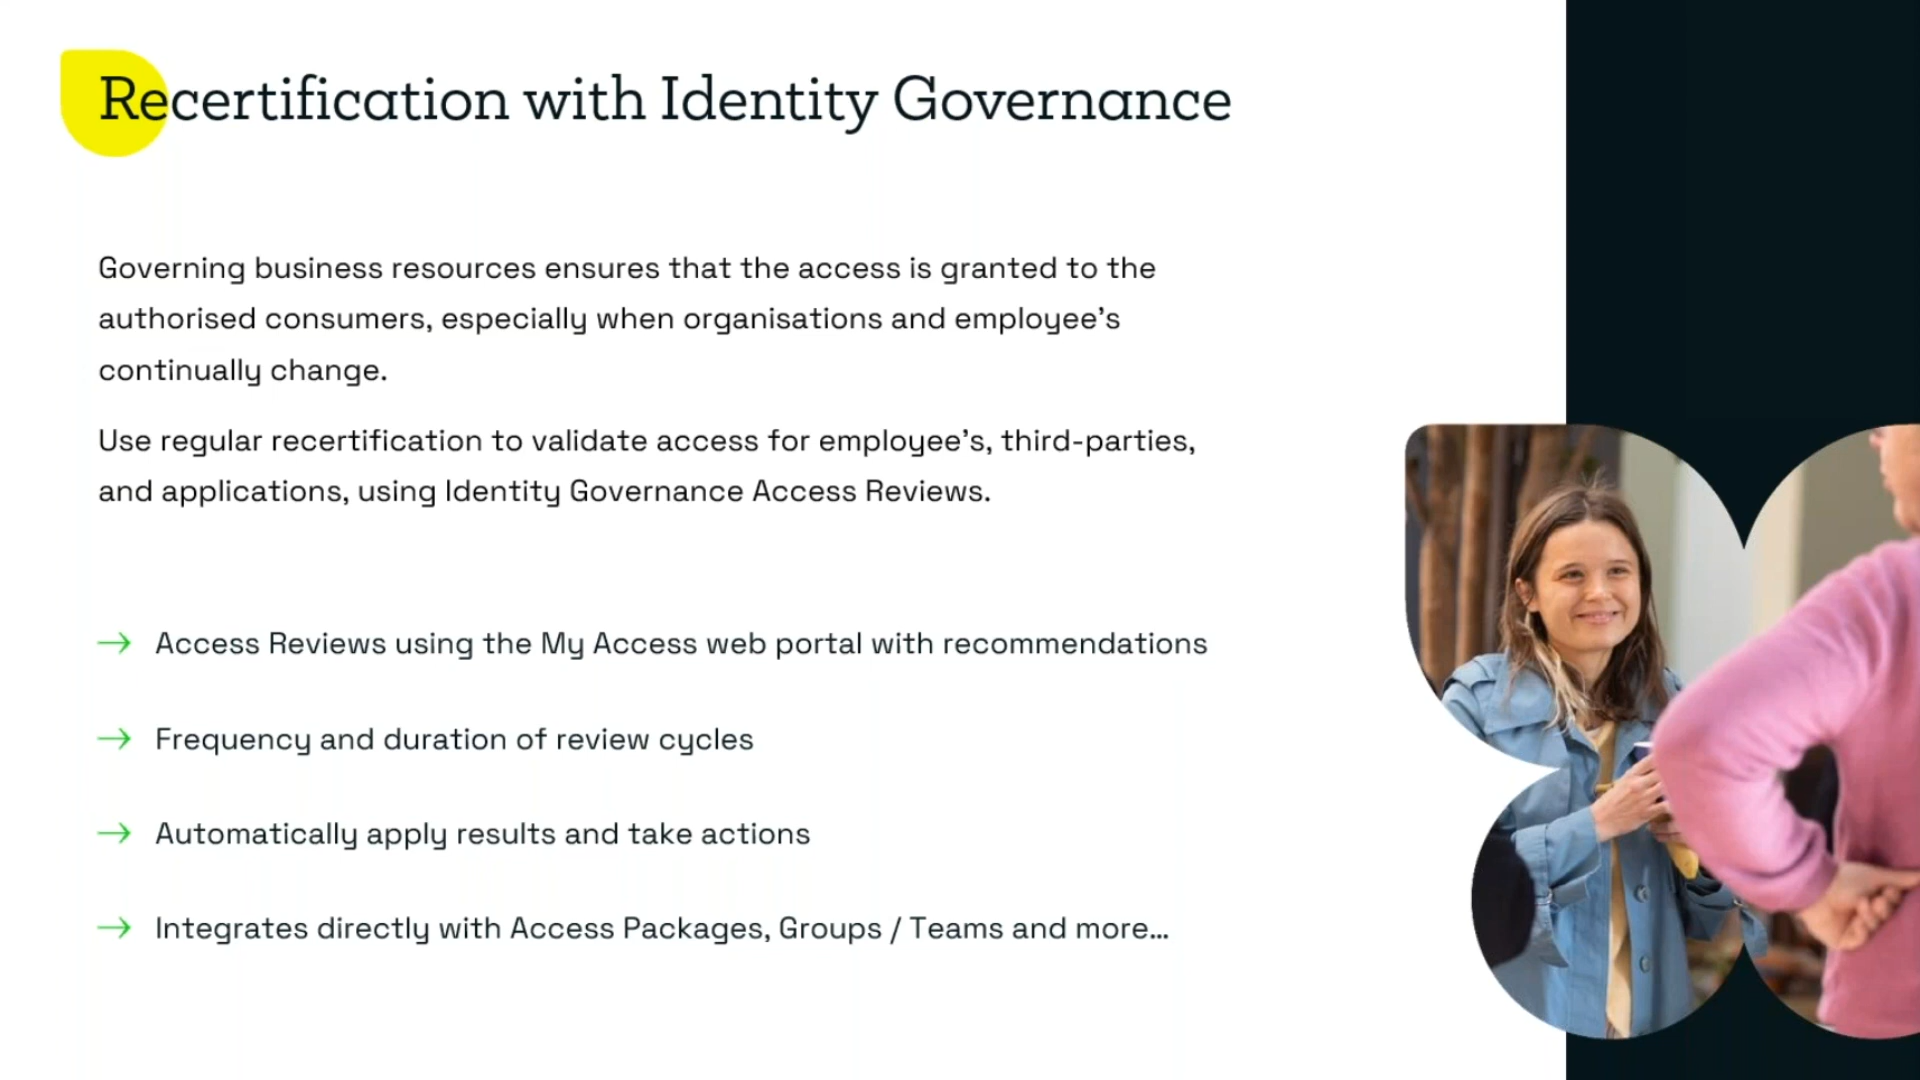 Recertification with Identity Governance
Governing business resources ensures that the access is granted to the
authorised consumers, especially when organisations and employee’s
continually change.
Use regular recertification to validate access for employee’s, third-parties,
and applications, using Identity Governance Access Reviews.
Access Reviews using the My Access web portal with recommendations
Frequency and duration of review cycles
Automatically apply results and take actions
Integrates directly with Access Packages, Groups / Teams and more…